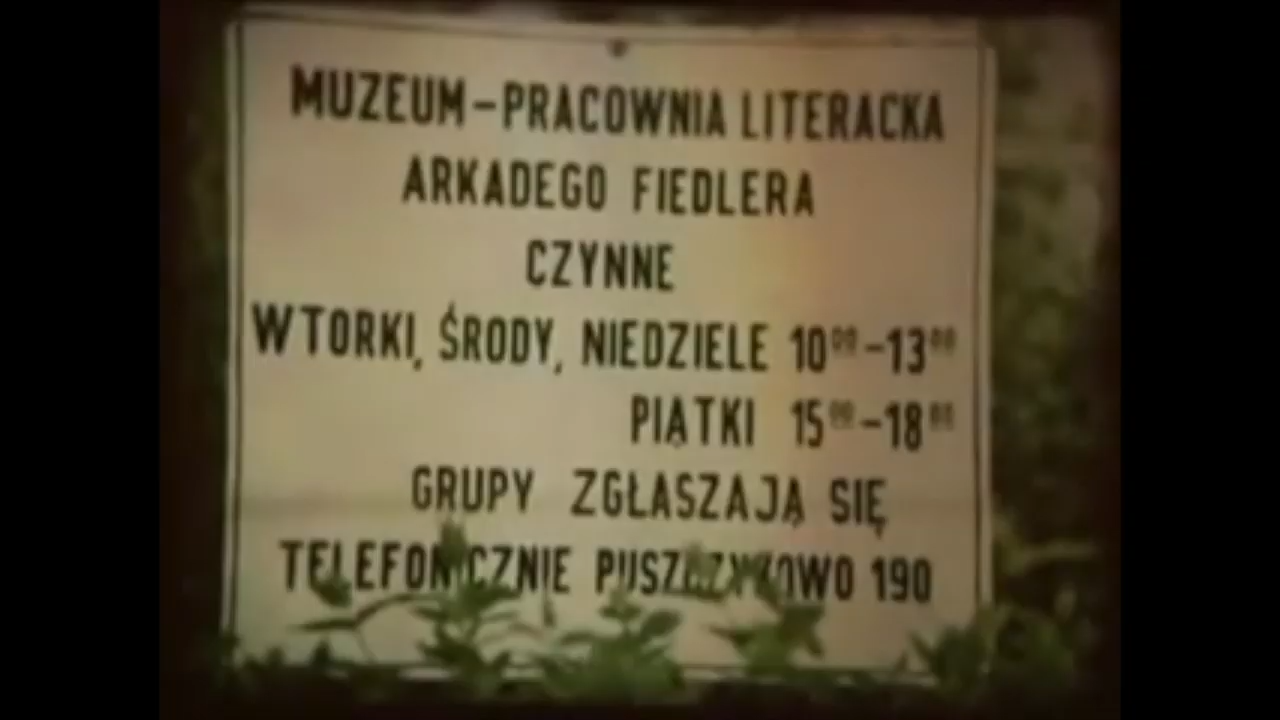 MUZEUM-PRACOWNIA LITERACKA
ARKADEGO FIEDLERA
CZYNNE
WTORKI, ŚRODY, NIEDZIELE 10⁰⁰-13⁰⁰
PIĄTKI 15⁰⁰-18⁰⁰
GRUPY ZGŁASZAJĄ SIĘ
TELEFONICZNIE PUSZCZYKOWO 190